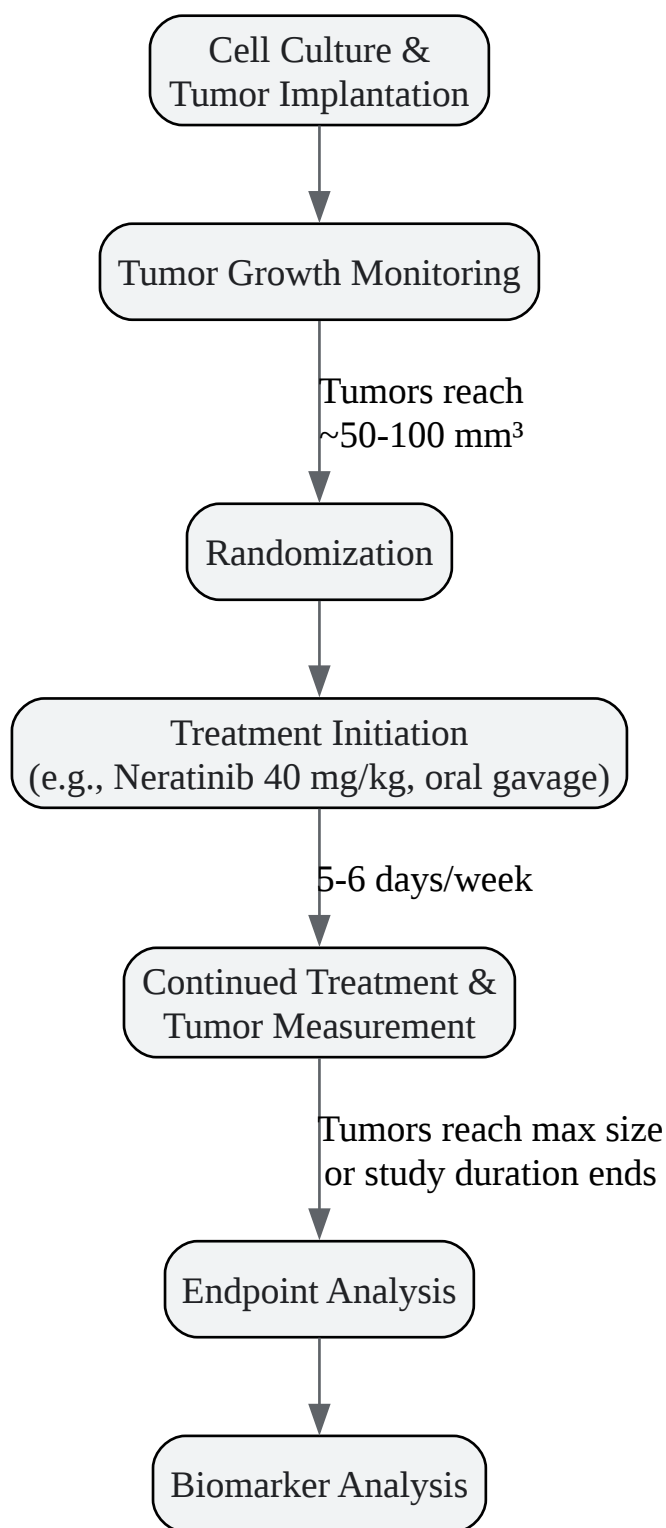 Cell Culture &
Tumor Implantation
Tumor Growth Monitoring
Tumors reach
~50-100 mm³
Randomization
Treatment Initiation
(e.g., Neratinib 40 mg/kg, oral gavage)
5-6 days/week
Continued Treatment &
Tumor Measurement
Tumors reach max size
or study duration ends
Endpoint Analysis
Biomarker Analysis